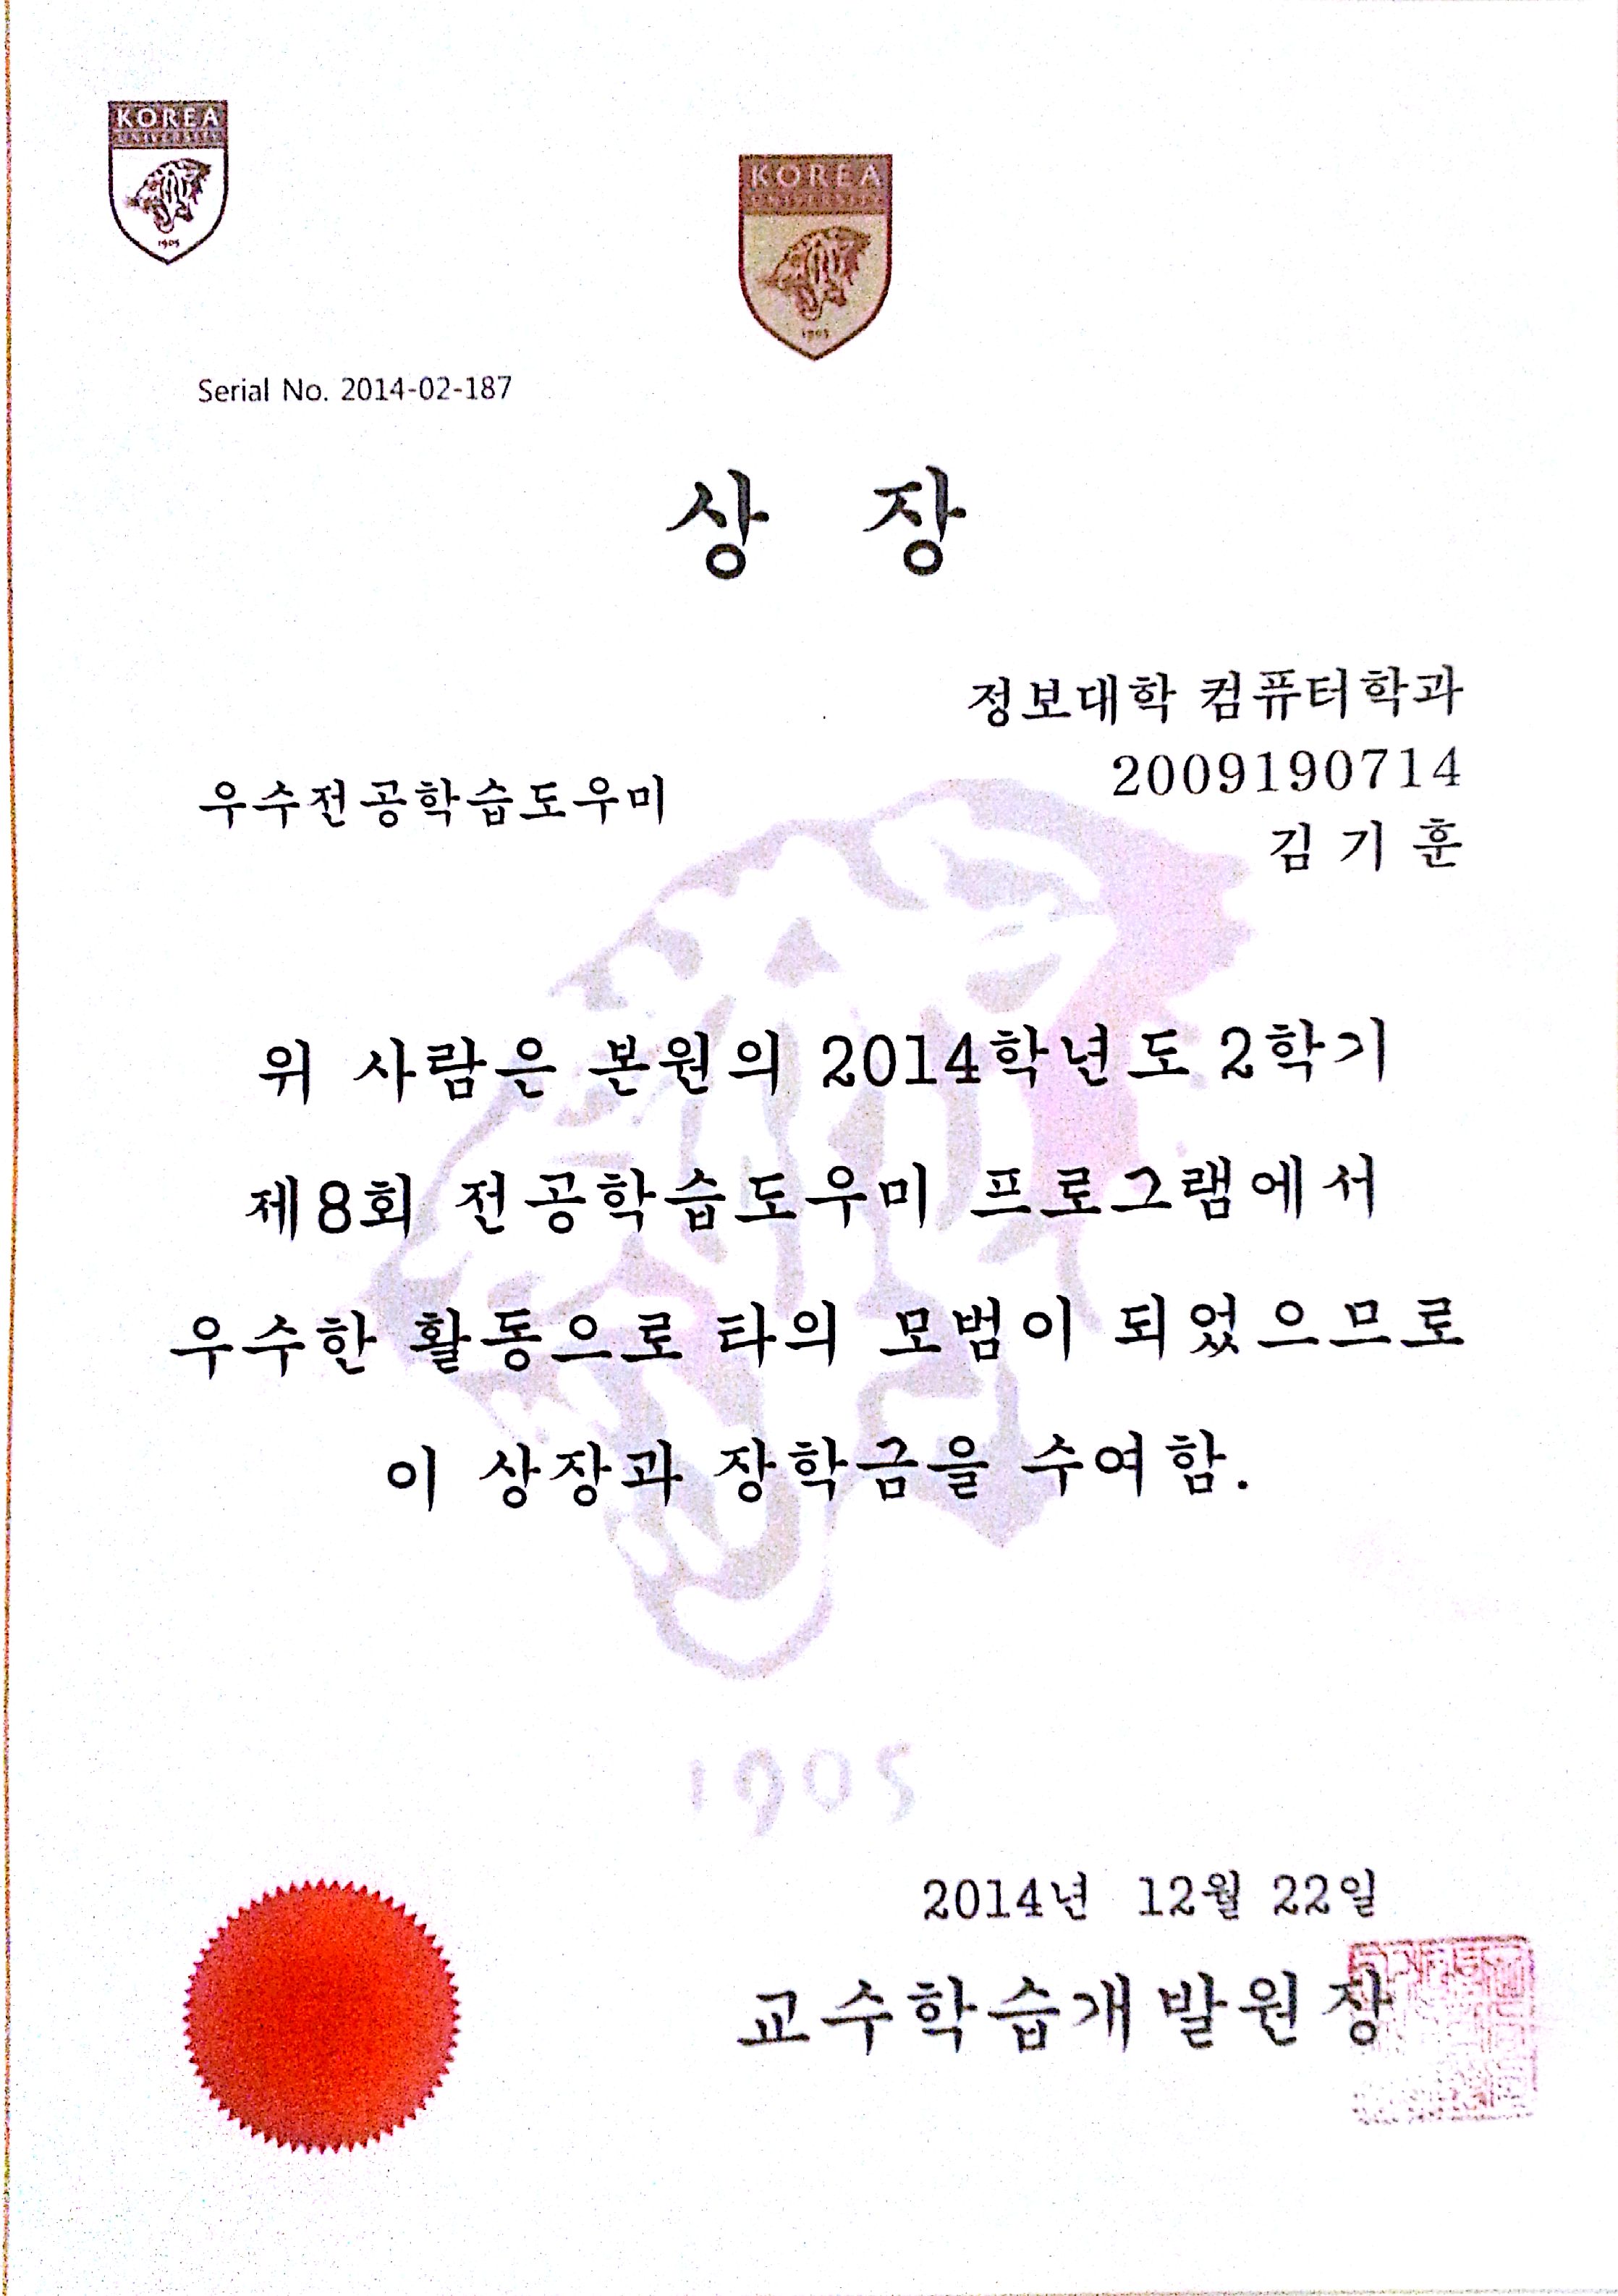 KOREA
UNIVERSITY
1905
KOREA
UNIVERSITY
1905
Serial No. 2014-02-187
상 장
정보대학 컴퓨터학과
2009190714
우수전공학습도우미
김 기 훈
위 사람은 본원의 2014학년도 2학기
제8회 전공학습도우미 프로그램에서
우수한 활동으로 타의 모범이 되었으므로
이 상장과 장학금을 수여함.
1905
2014년 12월 22일
교수학습개발원장